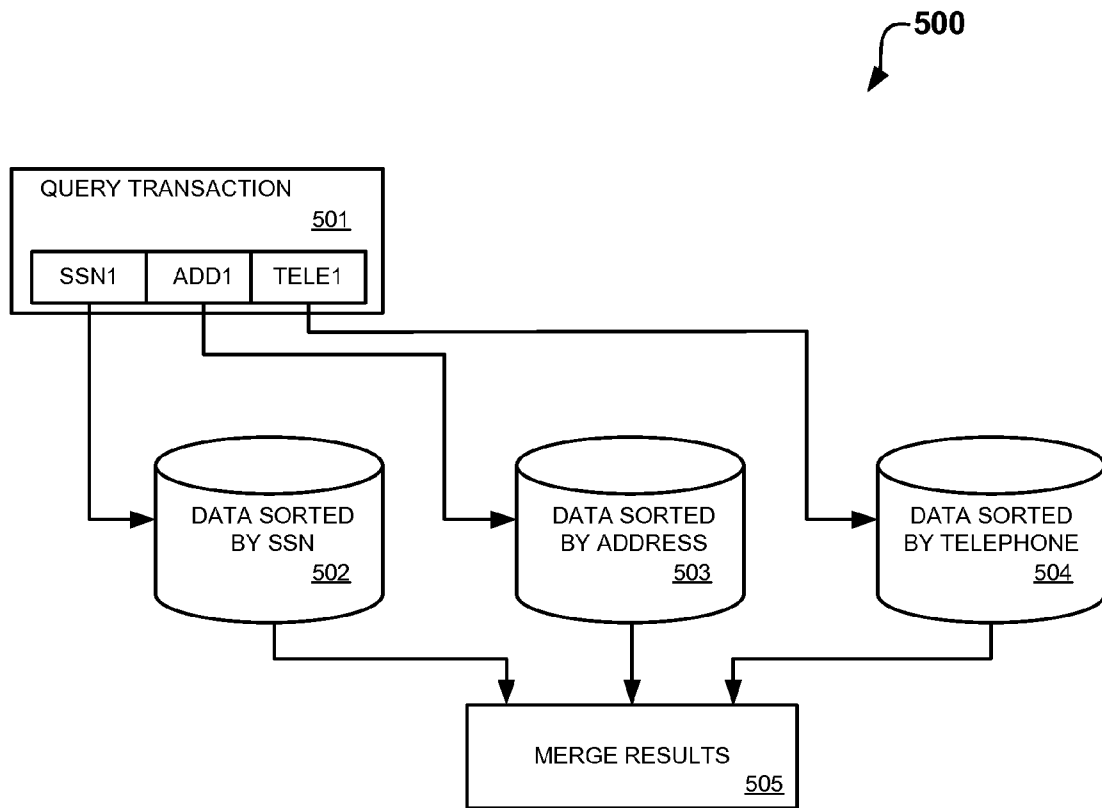 500
QUERY TRANSACTION
501
SSN1 ADD1 TELE1
DATA SORTED
BY SSN
502
DATA SORTED
BY ADDRESS
503
DATA SORTED
BY TELEPHONE
504
MERGE RESULTS
505